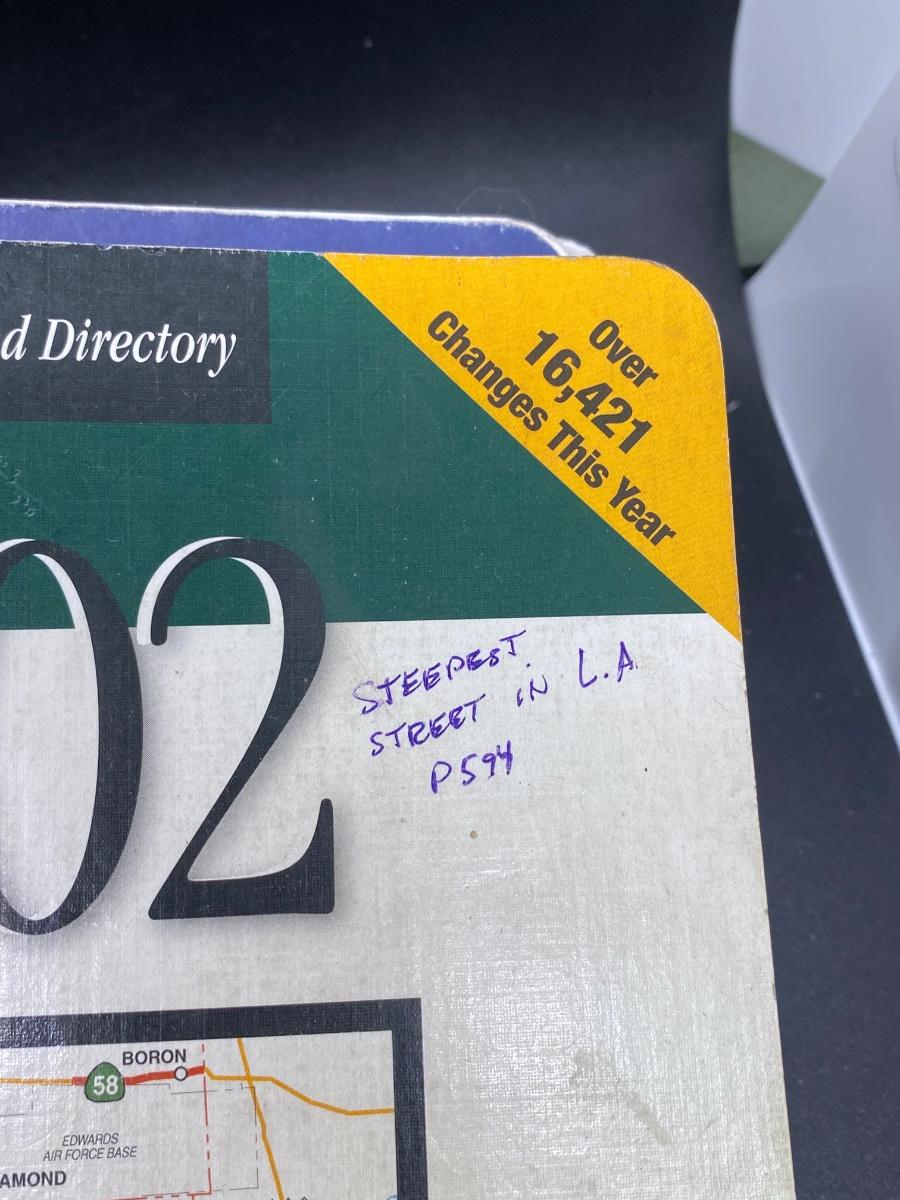 d Directory
Over
16,421
Changes This Year
02
STEEPEST
STREET IN L.A
P594
BORON
58
EDWARDS
AIR FORCE BASE
AMOND